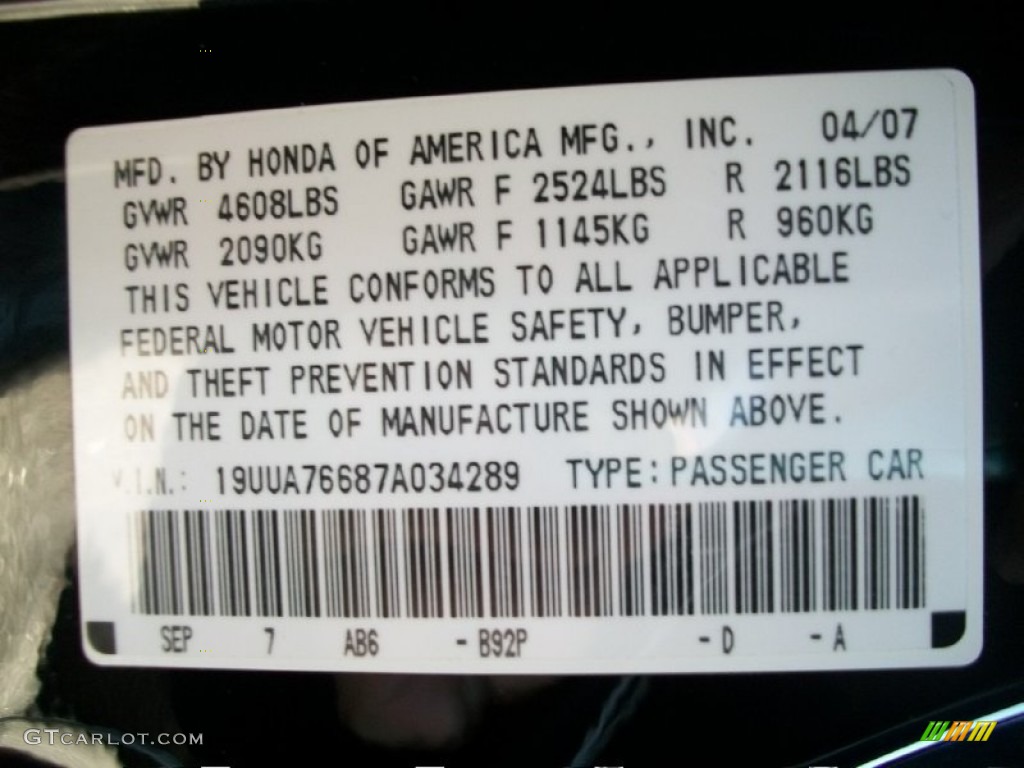 MFD. BY HONDA OF AMERICA MFG., INC. 04/07
GVWR 4608LBS GAWR F 2524LBS R 2116LBS
GVWR 2090KG GAWR F 1145KG R 960KG
THIS VEHICLE CONFORMS TO ALL APPLICABLE
FEDERAL MOTOR VEHICLE SAFETY, BUMPER,
AND THEFT PREVENTION STANDARDS IN EFFECT
ON THE DATE OF MANUFACTURE SHOWN ABOVE.
V.I.N.: 19UUA76687A034289 TYPE: PASSENGER CAR
SEP 7 AB6 - B92P - D - A
GTCARLOT.COM